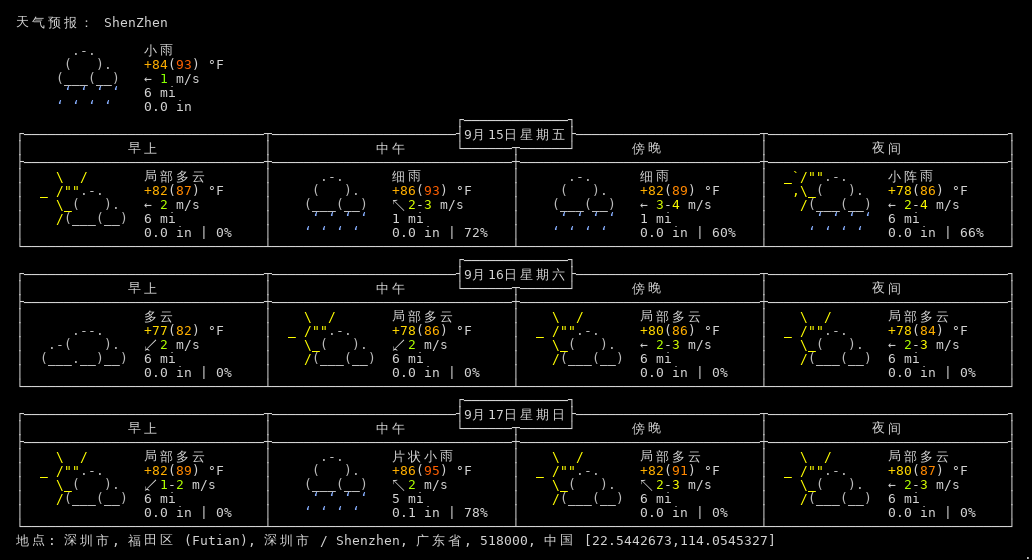 天气预报： ShenZhen
小雨
+84(93) °F
← 1 m/s
6 mi
0.0 in
9月15日星期五
早上 中午 傍晚 夜间
局部多云 细雨 细雨 小阵雨
+82(87) °F +86(93) °F +82(89) °F +78(86) °F
← 2 m/s ↖ 2-3 m/s ← 3-4 m/s ← 2-4 m/s
6 mi 1 mi 1 mi 6 mi
0.0 in | 0% 0.0 in | 72% 0.0 in | 60% 0.0 in | 66%
9月16日星期六
早上 中午 傍晚 夜间
多云 局部多云 局部多云 局部多云
+77(82) °F +78(86) °F +80(86) °F +78(84) °F
↙ 2 m/s ↙ 2 m/s ← 2-3 m/s ← 2-3 m/s
6 mi 6 mi 6 mi 6 mi
0.0 in | 0% 0.0 in | 0% 0.0 in | 0% 0.0 in | 0%
9月17日星期日
早上 中午 傍晚 夜间
局部多云 片状小雨 局部多云 局部多云
+82(89) °F +86(95) °F +82(91) °F +80(87) °F
↙ 1-2 m/s ↖ 2 m/s ↖ 2-3 m/s ← 2-3 m/s
6 mi 5 mi 6 mi 6 mi
0.0 in | 0% 0.1 in | 78% 0.0 in | 0% 0.0 in | 0%
地点: 深圳市, 福田区 (Futian), 深圳市 / Shenzhen, 广东省, 518000, 中国 [22.5442673,114.0545327]